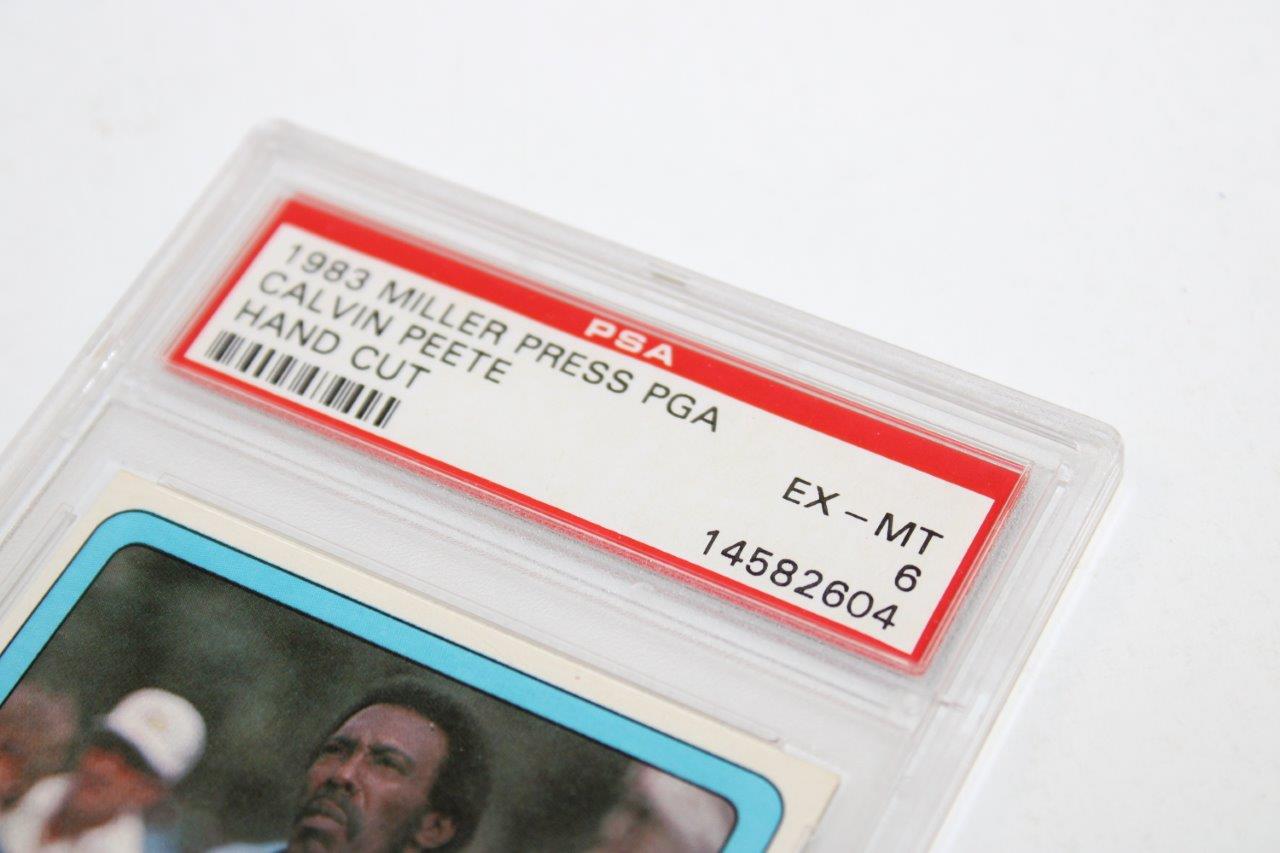 PSA
1983 MILLER PRESS PGA
CALVIN PEETE
HAND CUT
EX-MT
6
14582604